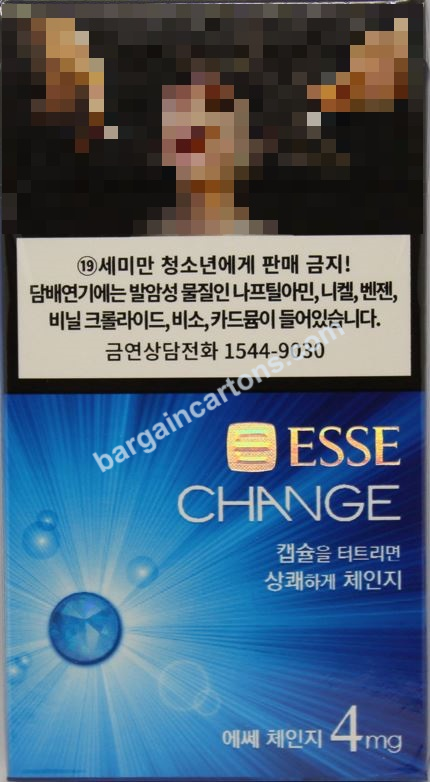 ⑲세미만 청소년에게 판매 금지!
담배연기에는 발암성 물질인 나프틸아민, 니켈, 벤젠,
비닐 크롤라이드, 비소, 카드뮴이 들어있습니다.
금연상담전화 1544-9030
bargaincartons.com
ESSE
CHANGE
캡슐을 터트리면
상쾌하게 체인지
에쎄 체인지 4mg